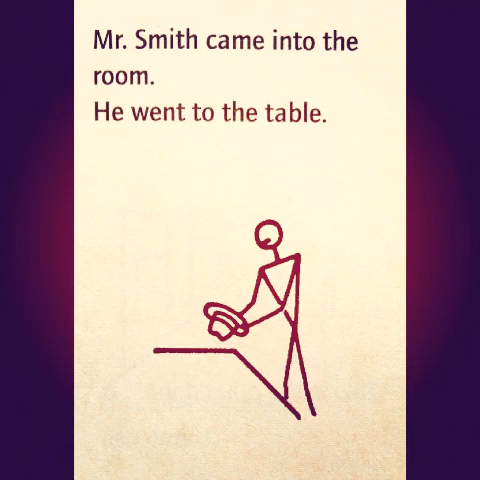 Mr. Smith came into the
room.
He went to the table.